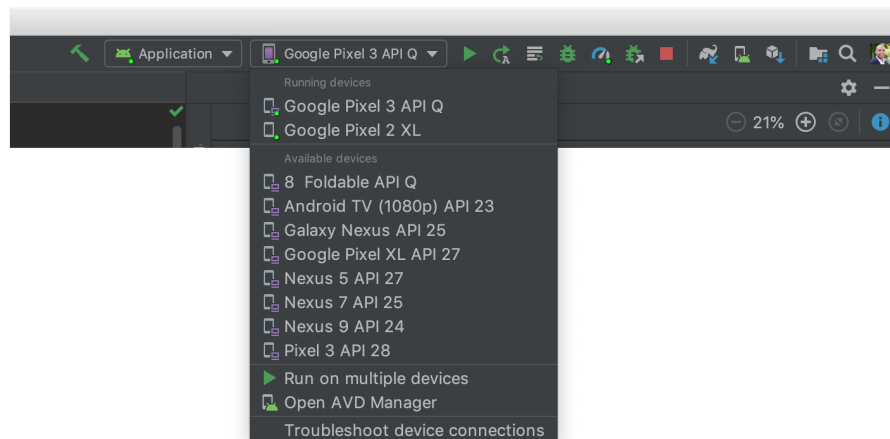 Application
Google Pixel 3 API Q
Running devices
Google Pixel 3 API Q
Google Pixel 2 XL
21%
Available devices
8 Foldable API Q
Android TV (1080p) API 23
Galaxy Nexus API 25
Google Pixel XL API 27
Nexus 5 API 27
Nexus 7 API 25
Nexus 9 API 24
Pixel 3 API 28
Run on multiple devices
Open AVD Manager
Troubleshoot device connections